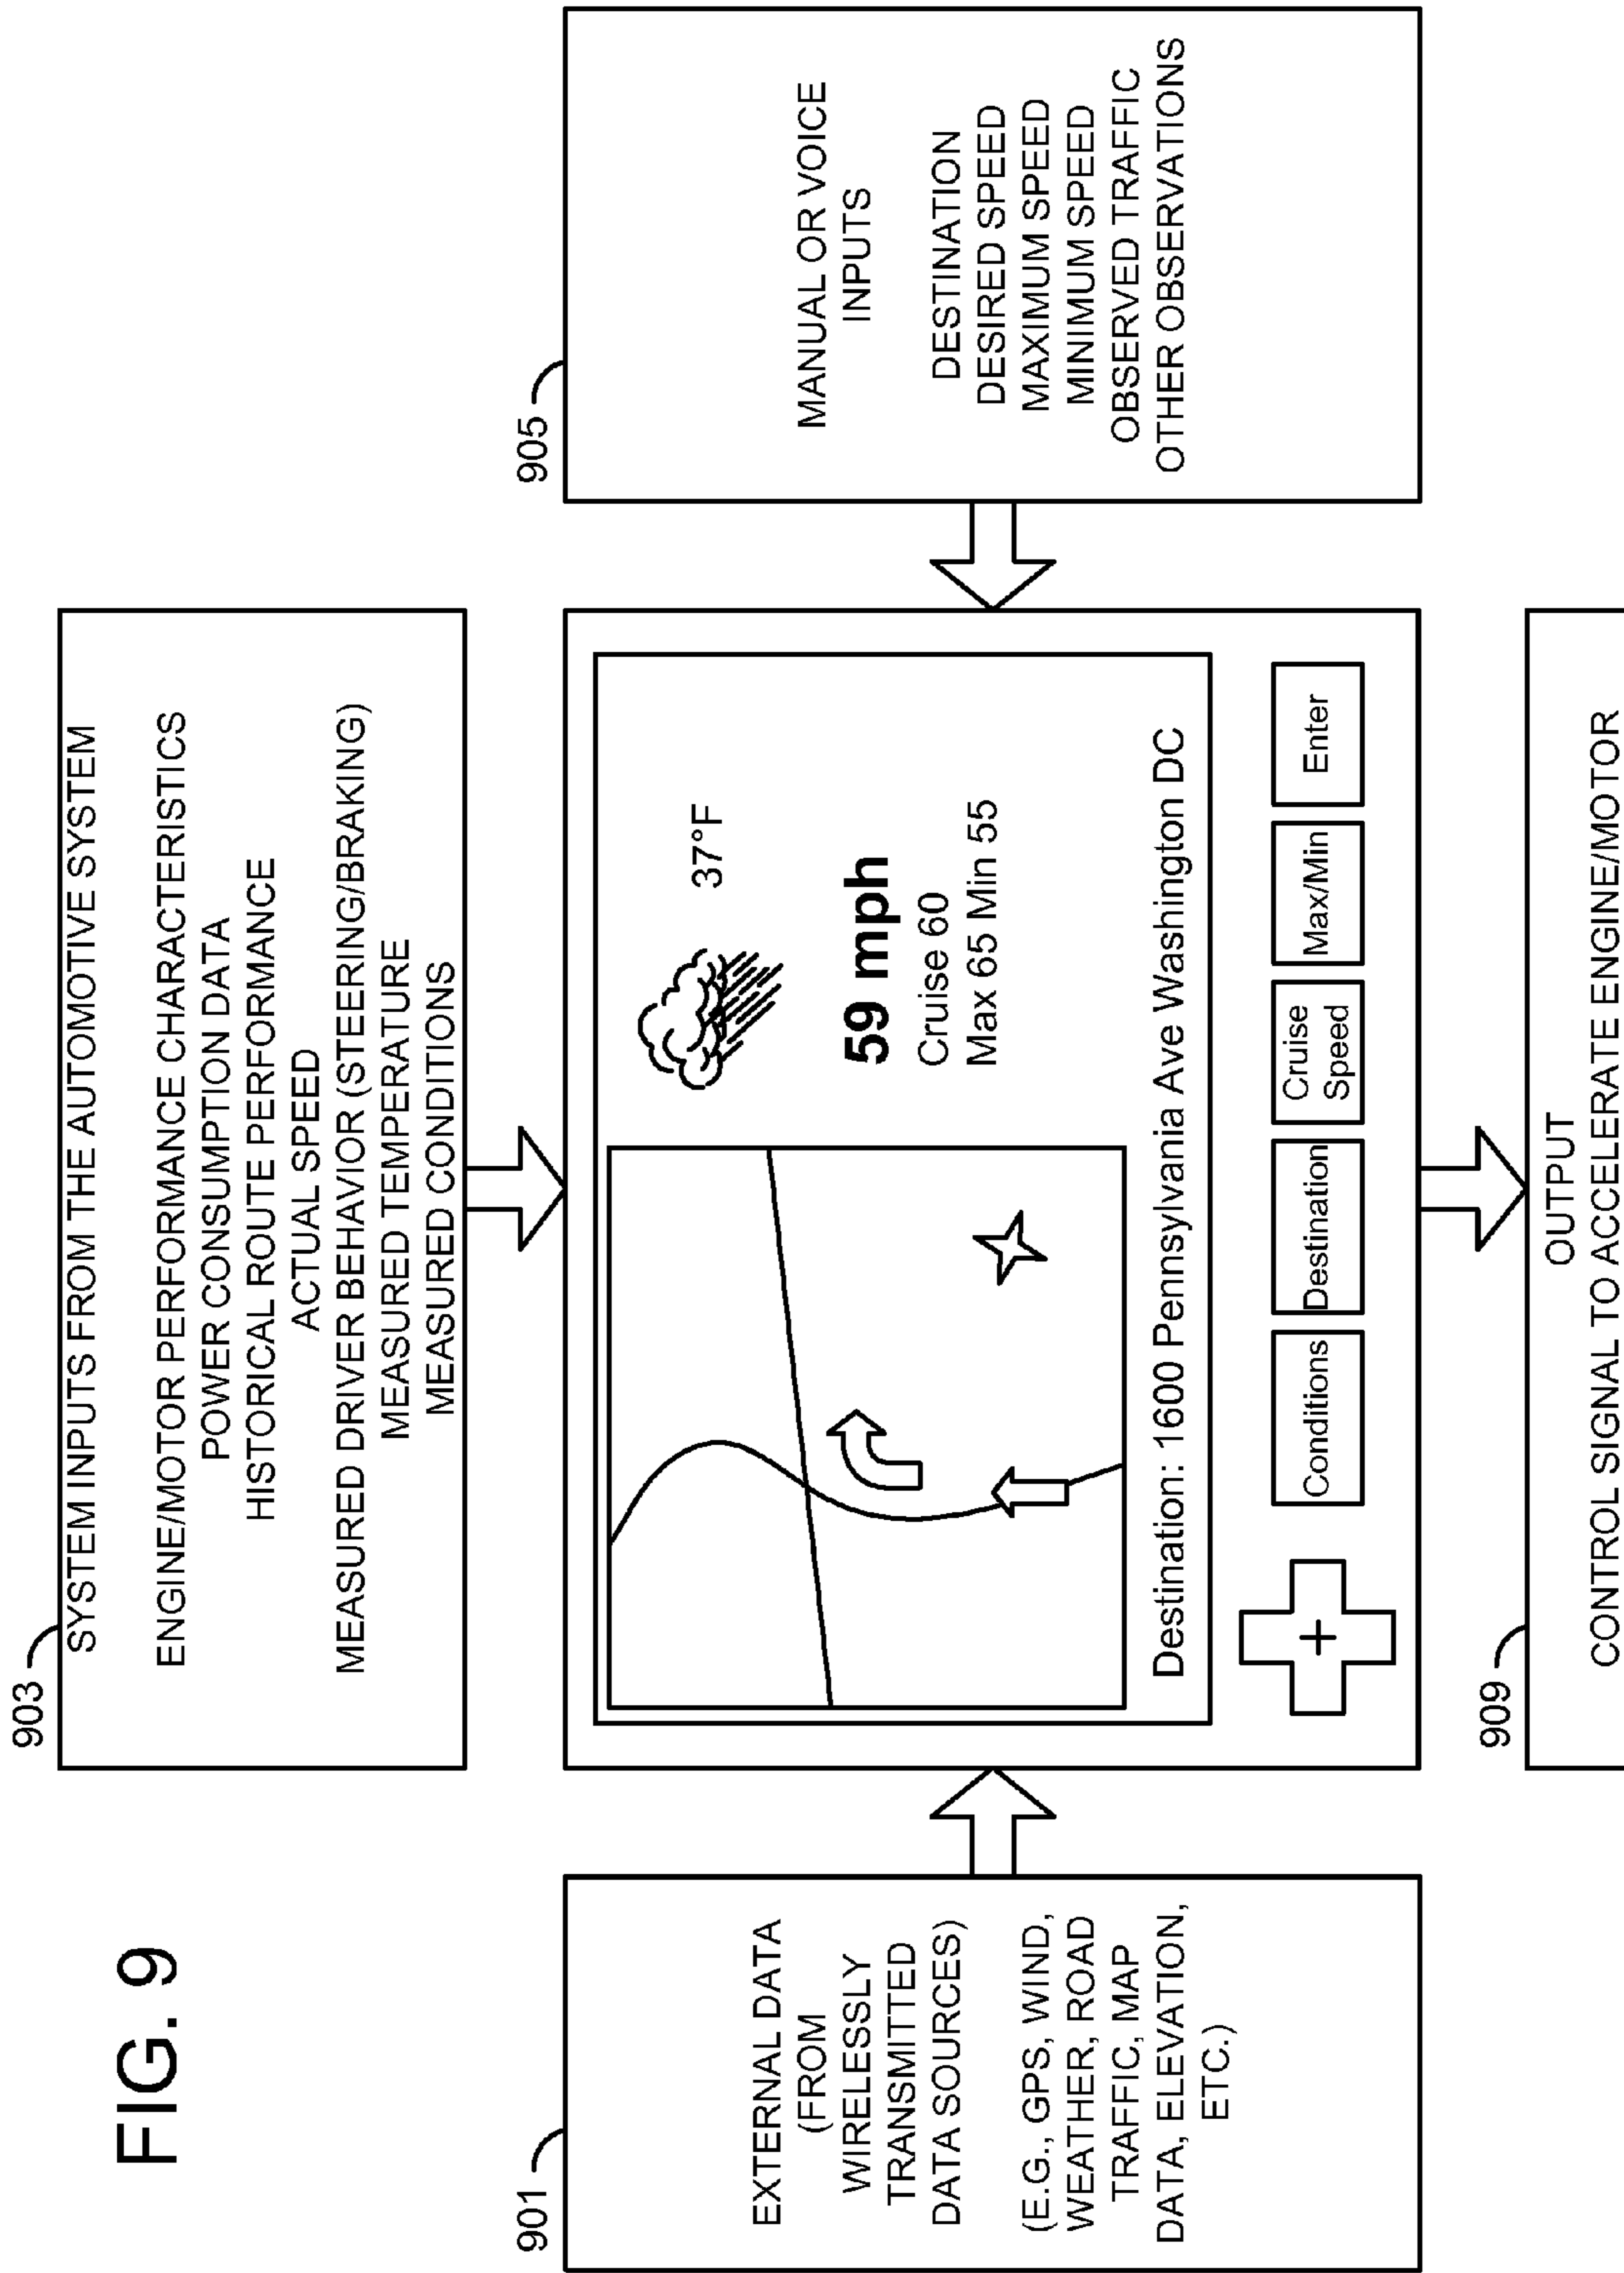 FIG. 9
903
SYSTEM INPUTS FROM THE AUTOMOTIVE SYSTEM
ENGINE/MOTOR PERFORMANCE CHARACTERISTICS
POWER CONSUMPTION DATA
HISTORICAL ROUTE PERFORMANCE
ACTUAL SPEED
MEASURED DRIVER BEHAVIOR (STEERING/BRAKING)
MEASURED TEMPERATURE
MEASURED CONDITIONS
901
EXTERNAL DATA
(FROM
WIRELESSLY
TRANSMITTED
DATA SOURCES)
(E.G., GPS, WIND,
WEATHER, ROAD
TRAFFIC, MAP
DATA, ELEVATION,
ETC.)
37°F
59 mph
Cruise 60
Max 65 Min 55
Destination: 1600 Pennsylvania Ave Washington DC
+
Conditions
Destination
Cruise
Speed
Max/Min
Enter
905
MANUAL OR VOICE
INPUTS
DESTINATION
DESIRED SPEED
MAXIMUM SPEED
MINIMUM SPEED
OBSERVED TRAFFIC
OTHER OBSERVATIONS
909
OUTPUT
CONTROL SIGNAL TO ACCELERATE ENGINE/MOTOR